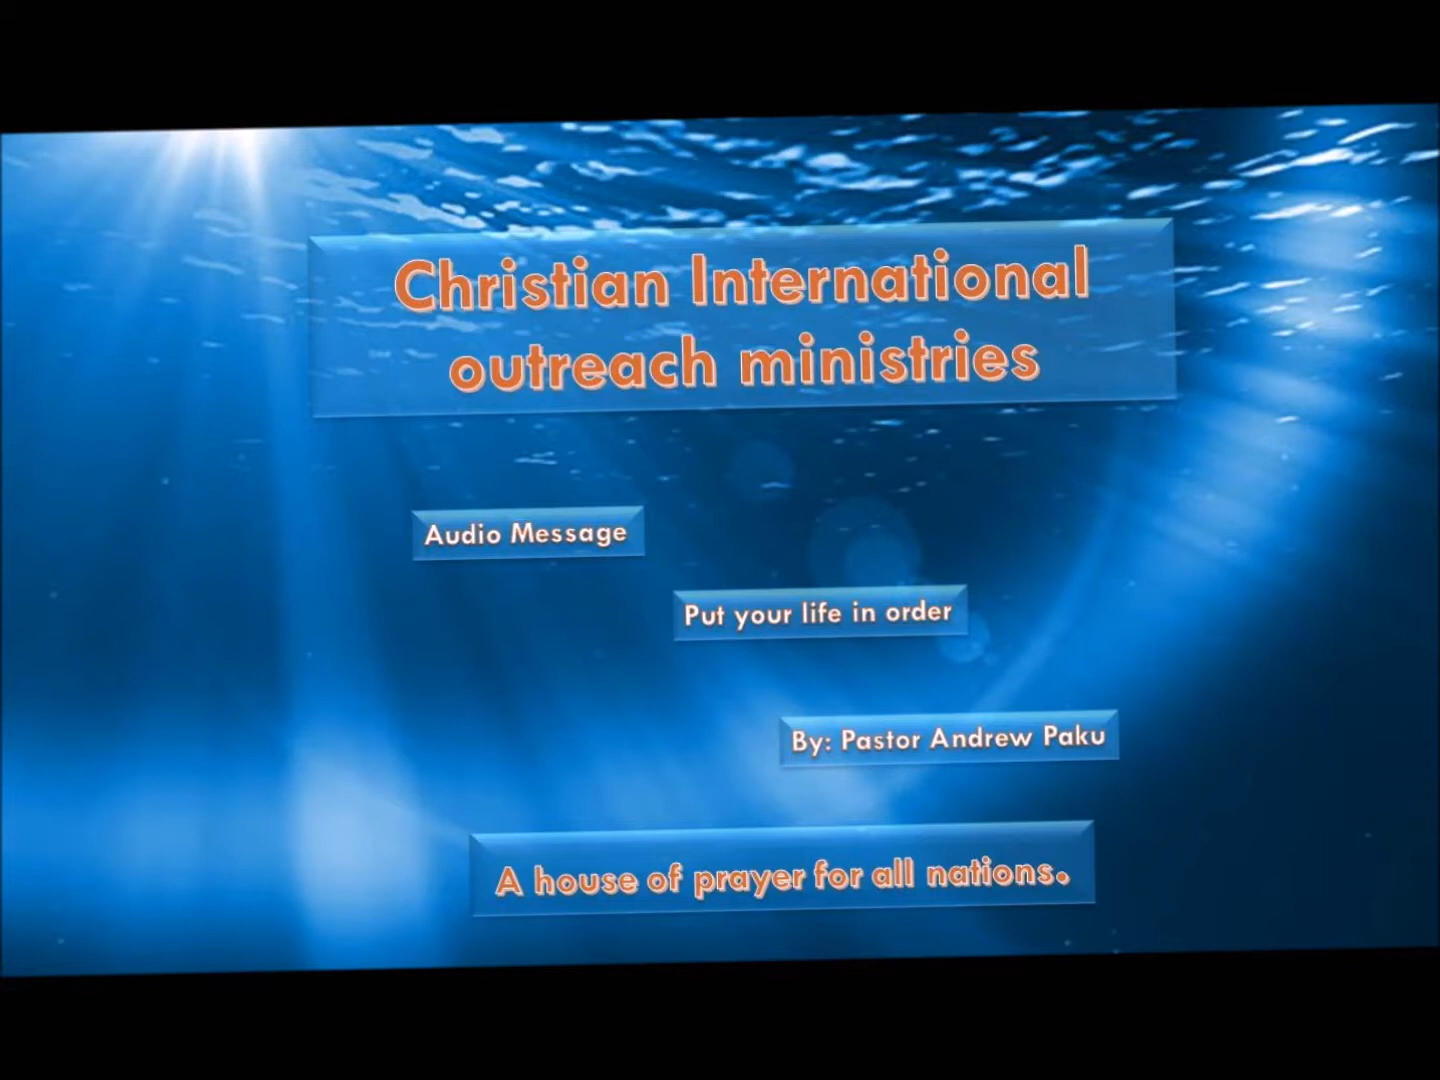 Christian International
outreach ministries
Audio Message
Put your life in order
By: Pastor Andrew Paku
A house of prayer for all nations.